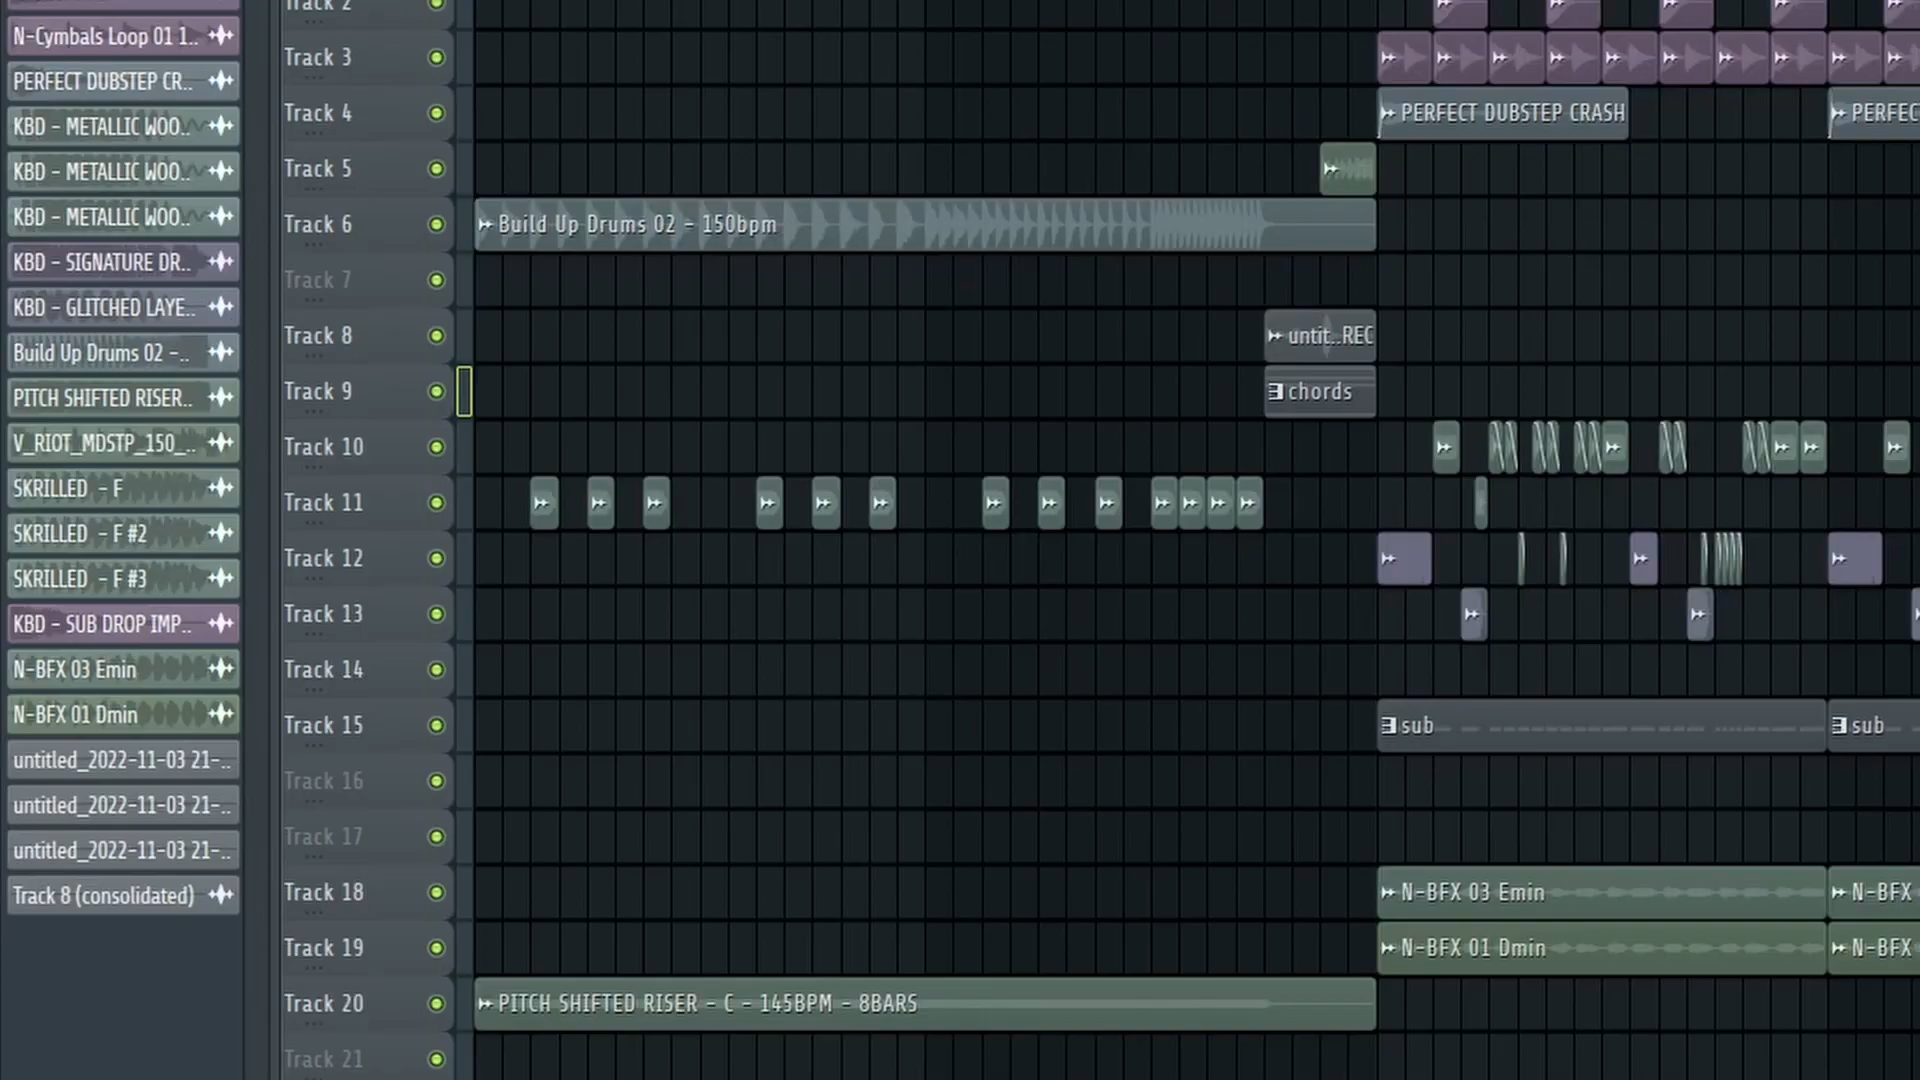 N-Cymbals Loop 01 1..
PERFECT DUBSTEP CR..
KBD - METALLIC WOO..
KBD - METALLIC WOO..
KBD - METALLIC WOO..
KBD - SIGNATURE DR..
KBD - GLITCHED LAYE..
Build Up Drums 02 -..
PITCH SHIFTED RISER..
V_RIOT_MDSTP_150_..
SKRILLED - F
SKRILLED - F #2
SKRILLED - F #3
KBD - SUB DROP IMP..
N-BFX 03 Emin
N-BFX 01 Dmin
untitled_2022-11-03 21-..
untitled_2022-11-03 21-..
untitled_2022-11-03 21-..
Track 8 (consolidated)
Track 2
Track 3
Track 4
PERFECT DUBSTEP CRASH
PERFEC
Track 5
Track 6
Build Up Drums 02 - 150bpm
Track 7
Track 8
untit..REC
Track 9
chords
Track 10
Track 11
Track 12
Track 13
Track 14
Track 15
sub
sub
Track 16
Track 17
Track 18
N-BFX 03 Emin
N-BFX
Track 19
N-BFX 01 Dmin
N-BFX
Track 20
PITCH SHIFTED RISER - C - 145BPM - 8BARS
Track 21